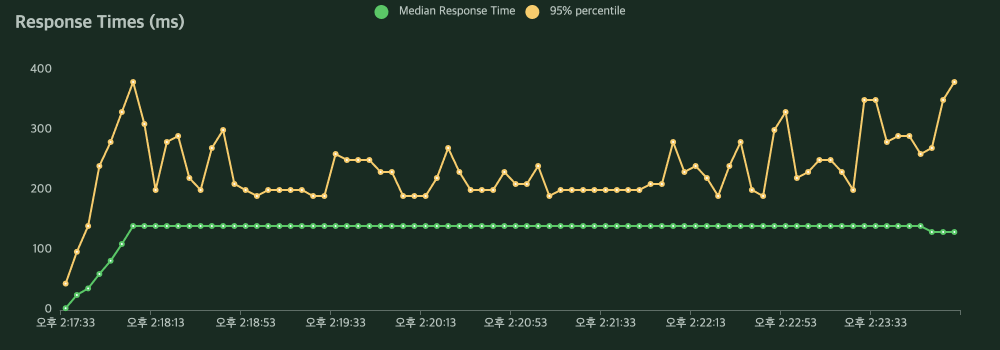 Response Times (ms)
Median Response Time
95% percentile
400
300
200
100
0
오후 2:17:33
오후 2:18:13
오후 2:18:53
오후 2:19:33
오후 2:20:13
오후 2:20:53
오후 2:21:33
오후 2:22:13
오후 2:22:53
오후 2:23:33